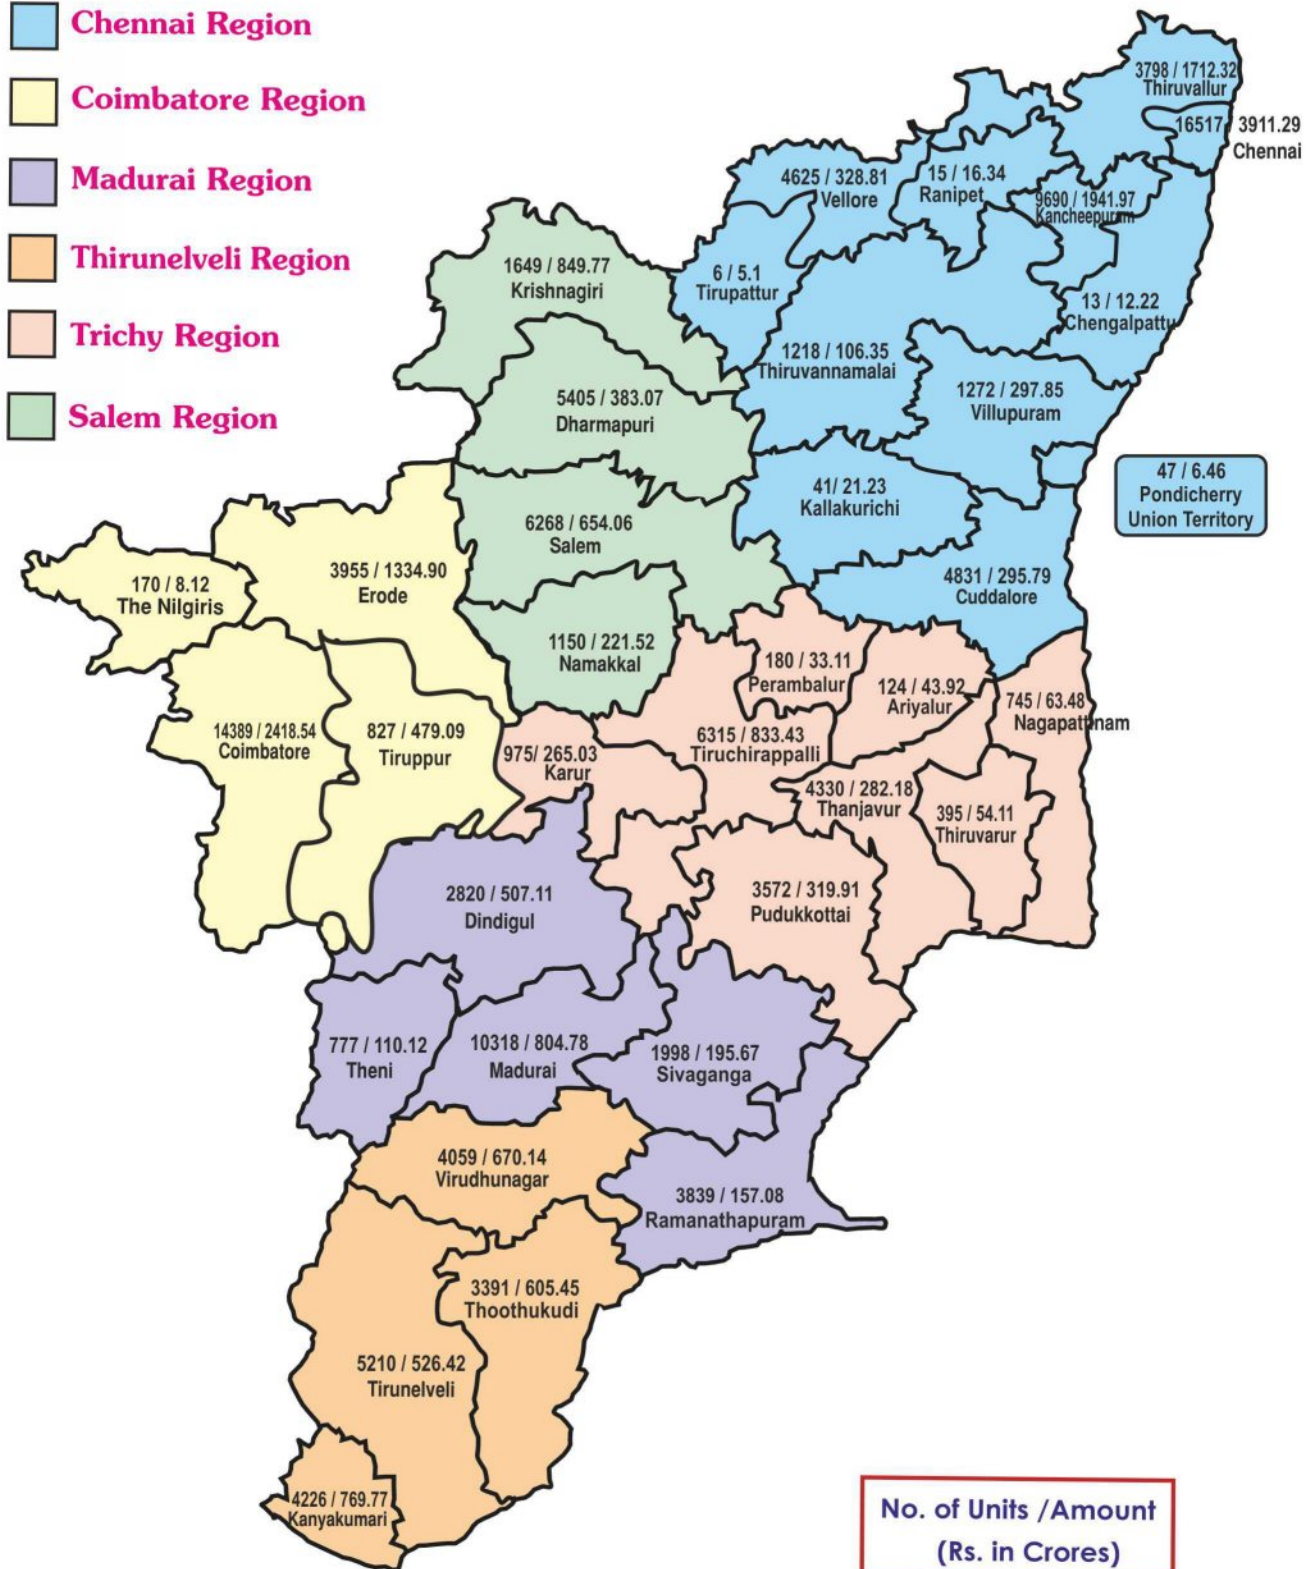 Chennai Region
Coimbatore Region
Madurai Region
Thirunelveli Region
Trichy Region
Salem Region
3798 / 1712.32
Thiruvallur
16517 / 3911.29
Chennai
4625 / 328.81
Vellore
15 / 16.34
Ranipet
9690 / 1941.97
Kancheepuram
6 / 5.1
Tirupattur
13 / 12.22
Chengalpattu
1649 / 849.77
Krishnagiri
1218 / 106.35
Thiruvannamalai
1272 / 297.85
Villupuram
5405 / 383.07
Dharmapuri
47 / 6.46
Pondicherry
Union Territory
41/ 21.23
Kallakurichi
6268 / 654.06
Salem
170 / 8.12
The Nilgiris
3955 / 1334.90
Erode
4831 / 295.79
Cuddalore
1150 / 221.52
Namakkal
180 / 33.11
Perambalur
124 / 43.92
Ariyalur
745 / 63.48
Nagapattinam
14389 / 2418.54
Coimbatore
827 / 479.09
Tiruppur
975/ 265.03
Karur
6315 / 833.43
Tiruchirappalli
4330 / 282.18
Thanjavur
395 / 54.11
Thiruvarur
2820 / 507.11
Dindigul
3572 / 319.91
Pudukkottai
777 / 110.12
Theni
10318 / 804.78
Madurai
1998 / 195.67
Sivaganga
4059 / 670.14
Virudhunagar
3839 / 157.08
Ramanathapuram
3391 / 605.45
Thoothukudi
5210 / 526.42
Tirunelveli
4226 / 769.77
Kanyakumari
No. of Units /Amount
(Rs. in Crores)